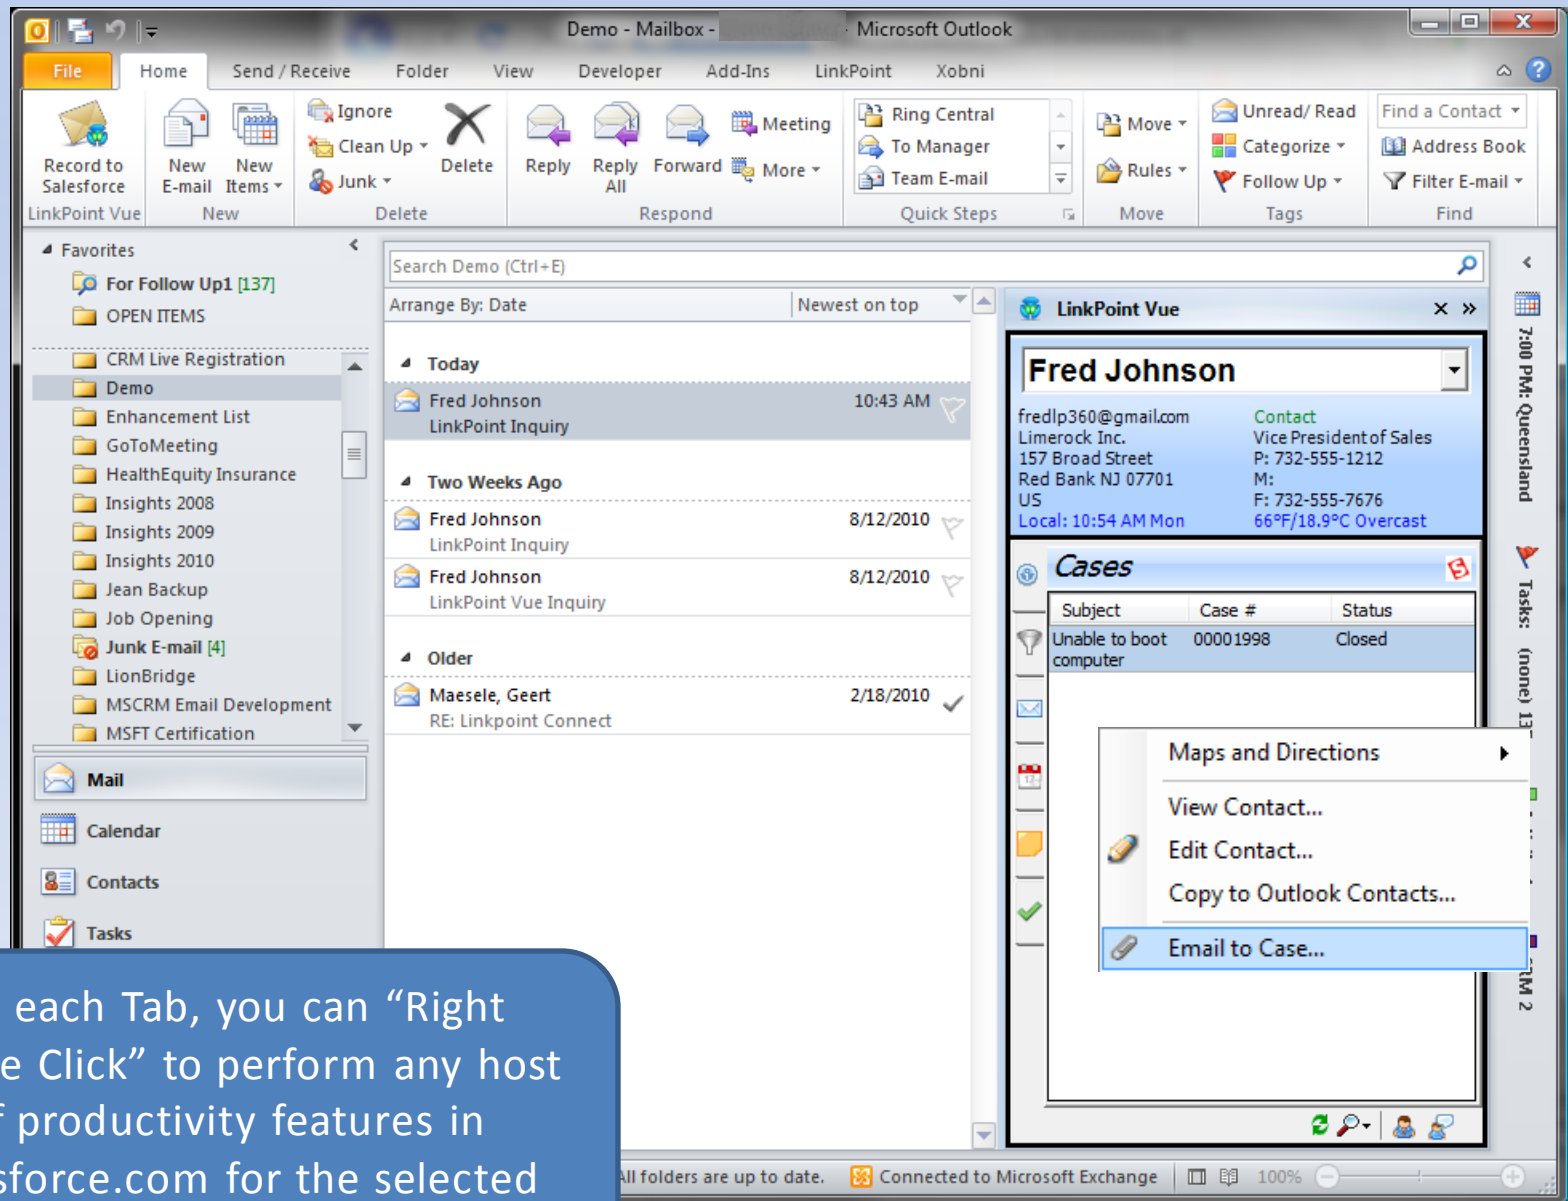 Demo - Mailbox - - Microsoft Outlook
File Home Send / Receive Folder View Developer Add-Ins LinkPoint Xobni
Record to Salesforce
New E-mail
New Items
Ignore
Clean Up
Junk
Delete
Reply
Reply All
Forward
Meeting
More
Ring Central
To Manager
Team E-mail
Move
Rules
Unread/ Read
Categorize
Follow Up
Find a Contact
Address Book
Filter E-mail
LinkPoint Vue New Delete Respond Quick Steps Move Tags Find
Favorites
For Follow Up1 [137]
OPEN ITEMS
CRM Live Registration
Demo
Enhancement List
GoToMeeting
HealthEquity Insurance
Insights 2008
Insights 2009
Insights 2010
Jean Backup
Job Opening
Junk E-mail [4]
LionBridge
MSCRM Email Development
MSFT Certification
Mail
Calendar
Contacts
Tasks
Search Demo (Ctrl+E)
Arrange By: Date Newest on top
Today
Fred Johnson 10:43 AM
LinkPoint Inquiry
Two Weeks Ago
Fred Johnson 8/12/2010
LinkPoint Inquiry
Fred Johnson 8/12/2010
LinkPoint Vue Inquiry
Older
Maesele, Geert 2/18/2010
RE: Linkpoint Connect
LinkPoint Vue
Fred Johnson
fredlp360@gmail.com Contact
Limerock Inc. Vice President of Sales
157 Broad Street P: 732-555-1212
Red Bank NJ 07701 M:
US F: 732-555-7676
Local: 10:54 AM Mon 66°F/18.9°C Overcast
Cases
Subject Case # Status
Unable to boot computer 00001998 Closed
Maps and Directions
View Contact...
Edit Contact...
Copy to Outlook Contacts...
Email to Case...
7:00 PM: Queensland
Tasks: (none)
2
each Tab, you can “Right
e Click” to perform any host
f productivity features in
sforce.com for the selected
All folders are up to date. Connected to Microsoft Exchange 100%